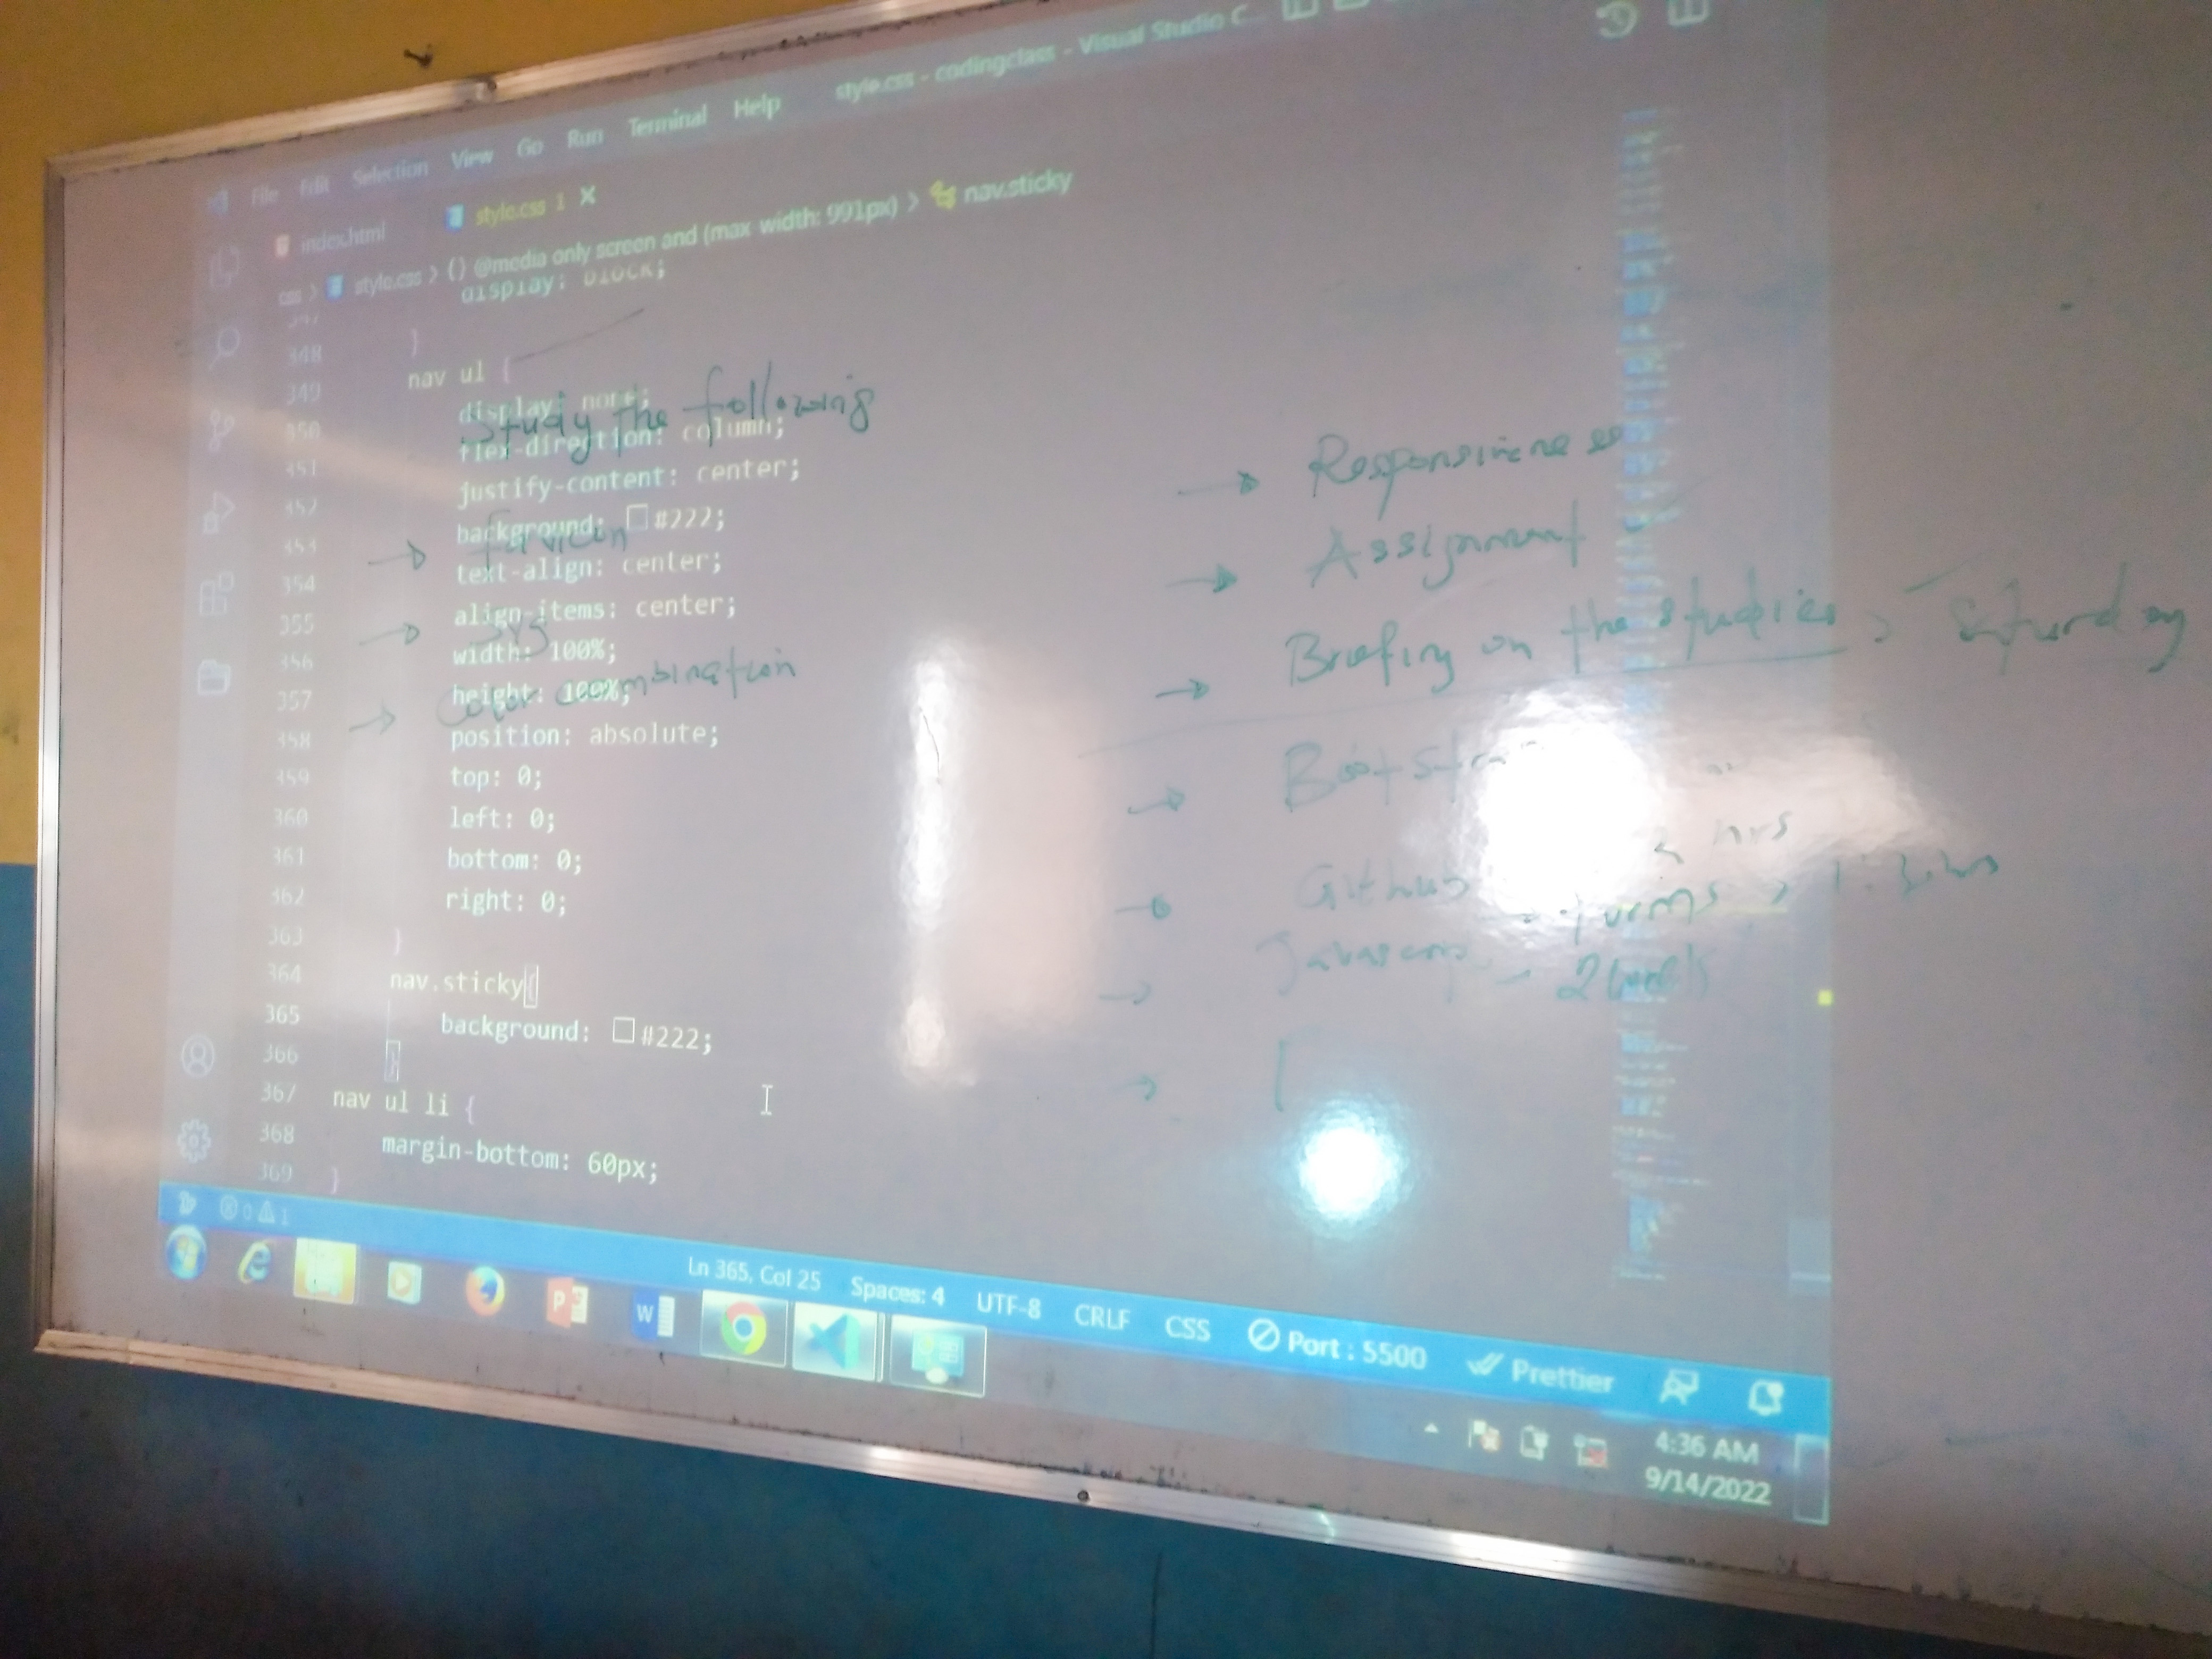 File Edit Selection View Go Run Terminal Help style.css - codingclass - Visual Studio C...
index.html style.css 1
css > style.css > {} @media only screen and (max width: 991px) > nav.sticky
347 display: block;
348 }
349 nav ul {
350 display: none;
351 flex-direction: column;
352 justify-content: center;
353 background: #222;
354 text-align: center;
355 align-items: center;
356 width: 100%;
357 height: 100%;
358 position: absolute;
359 top: 0;
360 left: 0;
361 bottom: 0;
362 right: 0;
363 }
364 nav.sticky{
365 background: #222;
366 }
367 nav ul li {
368 margin-bottom: 60px;
369 }
Study the following
→ favicon
→ svg
→ Color combination
→ Responsiveness
→ Assignment
→ Briefing on the studies > Saturday
→
→ Github
2 hrs
forms >
→
- 2 week
→
0 1
Ln 365, Col 25 Spaces: 4 UTF-8 CRLF CSS Port : 5500 Prettier
4:36 AM
9/14/2022